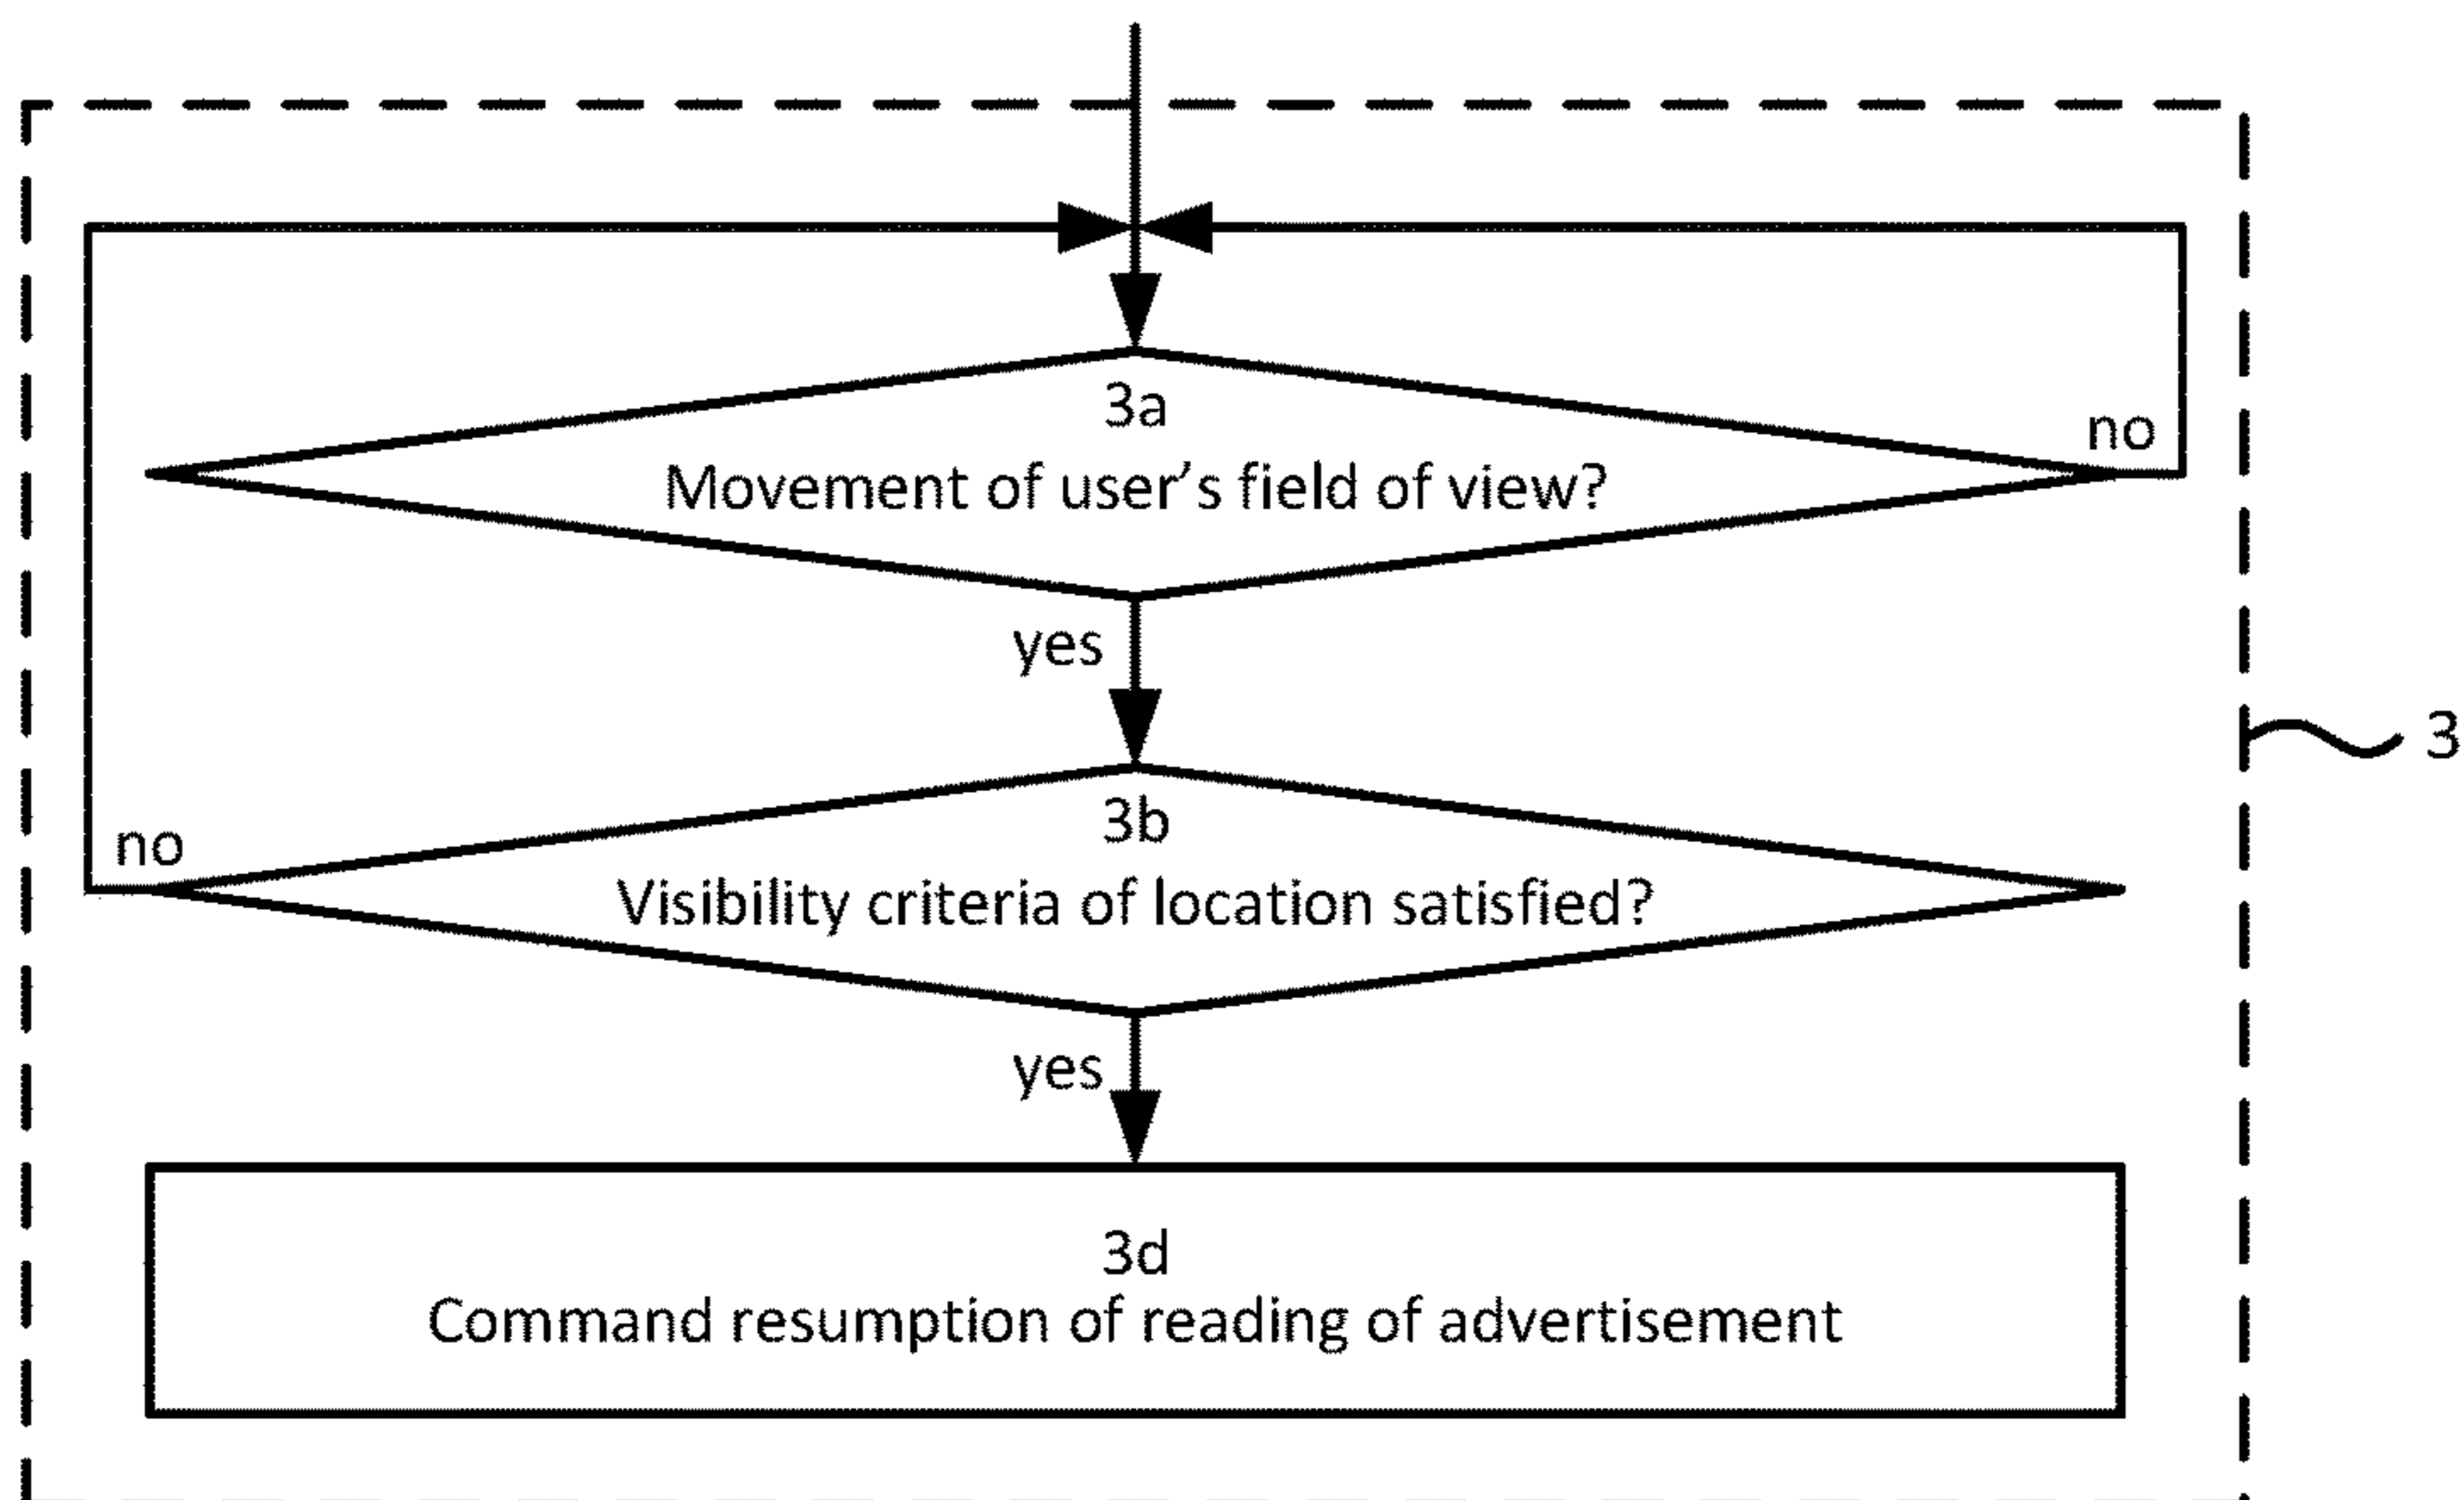 3a
no
Movement of user's field of view?
yes
3
3b
no
Visibility criteria of location satisfied?
yes
3d
Command resumption of reading of advertisement